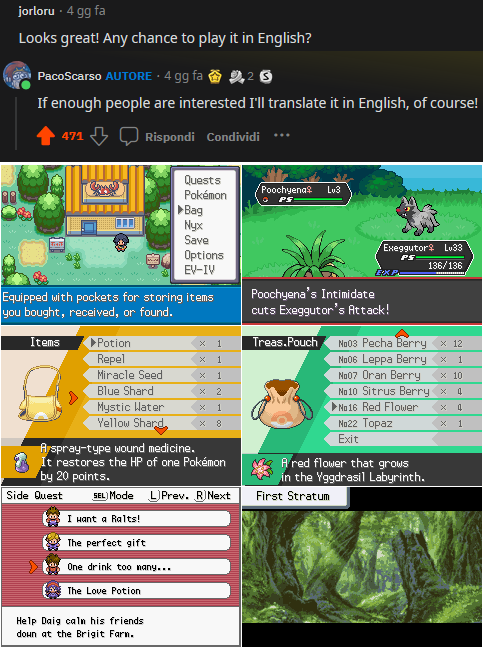 jorloru · 4 gg fa
Looks great! Any chance to play it in English?
PacoScarso AUTORE · 4 gg fa 2 S
If enough people are interested I'll translate it in English, of course!
471 Rispondi Condividi ...
Quests
Pokémon
Bag
Nyx
Save
Options
EV-IV
Equipped with pockets for storing items
you bought, received, or found.
Poochyena♀ Lv3
PS
Exeggutor♀ Lv33
PS
136/136
EXP
Poochyena's Intimidate
cuts Exeggutor's Attack!
Items
Potion × 1
Repel × 1
Miracle Seed × 1
Blue Shard × 2
Mystic Water × 1
Yellow Shard × 8
A spray-type wound medicine.
It restores the HP of one Pokémon
by 20 points.
Treas.Pouch
No03 Pecha Berry × 12
No06 Leppa Berry × 1
No07 Oran Berry × 10
No10 Sitrus Berry × 4
No16 Red Flower × 4
No22 Topaz × 1
Exit
A red flower that grows
in the Yggdrasil Labyrinth.
Side Quest SEL Mode L Prev. R Next
I want a Ralts!
The perfect gift
One drink too many...
The Love Potion
Help Daig calm his friends
down at the Brigit Farm.
First Stratum